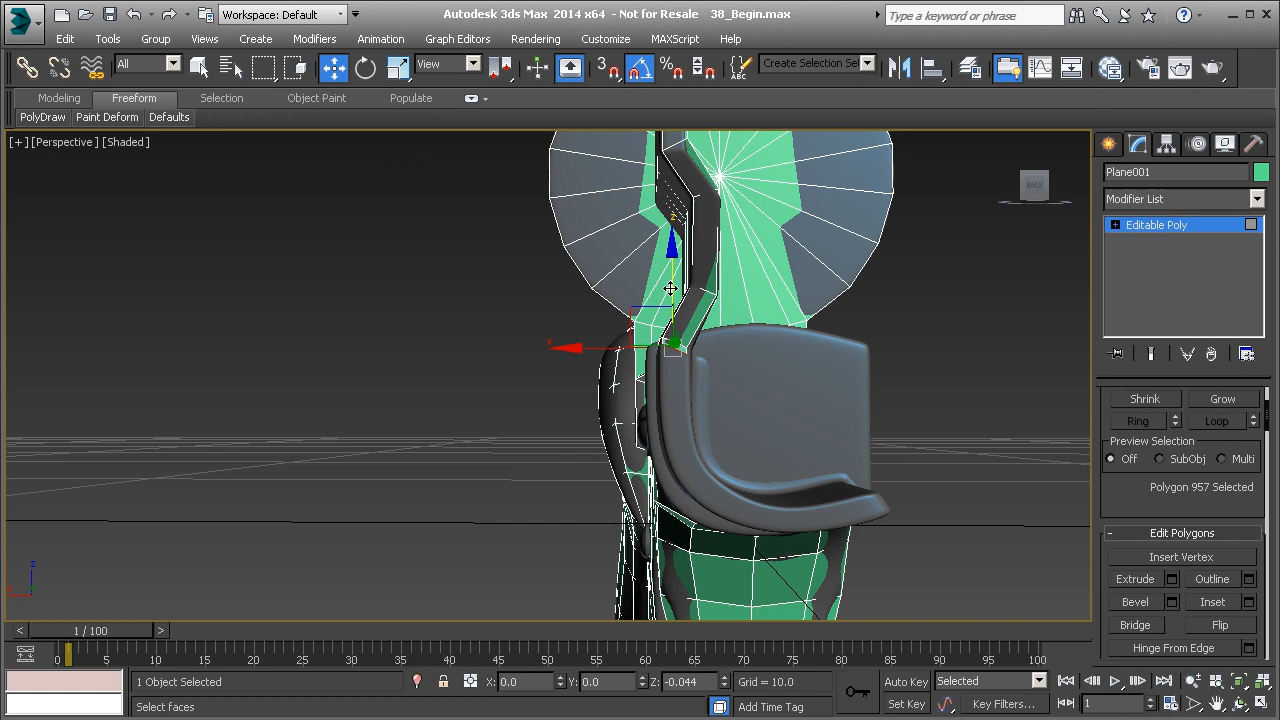 Workspace: Default
Autodesk 3ds Max 2014 x64 - Not for Resale 38_Begin.max
Type a keyword or phrase
Edit Tools Group Views Create Modifiers Animation Graph Editors Rendering Customize MAXScript Help
All View 3 % ABC Create Selection Se
Modeling Freeform Selection Object Paint Populate
PolyDraw Paint Deform Defaults
[ + ] [Perspective ] [Shaded ]
BACK
Plane001
Modifier List
Editable Poly
z
x
Shrink Grow
Ring Loop
Preview Selection
Off SubObj Multi
Polygon 957 Selected
- Edit Polygons
Insert Vertex
Extrude Outline
Bevel Inset
Bridge Flip
Hinge From Edge
z
< 1 / 100 >
0 5 10 15 20 25 30 35 40 45 50 55 60 65 70 75 80 85 90 95 100
1 Object Selected X: 0.0 Y: 0.0 Z: -0.044 Grid = 10.0 Auto Key Selected
Select faces Add Time Tag Set Key Key Filters... 1